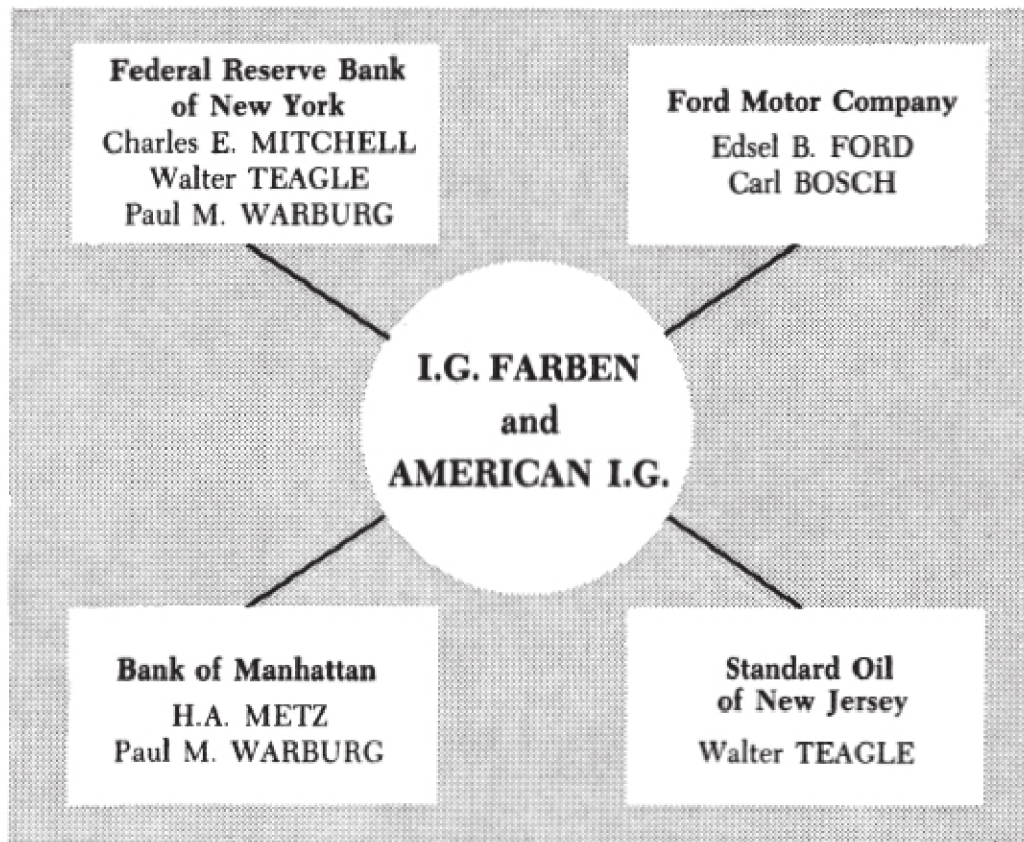 Federal Reserve Bank
of New York
Charles E. MITCHELL
Walter TEAGLE
Paul M. WARBURG
Ford Motor Company
Edsel B. FORD
Carl BOSCH
I.G. FARBEN
and
AMERICAN I.G.
Bank of Manhattan
H.A. METZ
Paul M. WARBURG
Standard Oil
of New Jersey
Walter TEAGLE